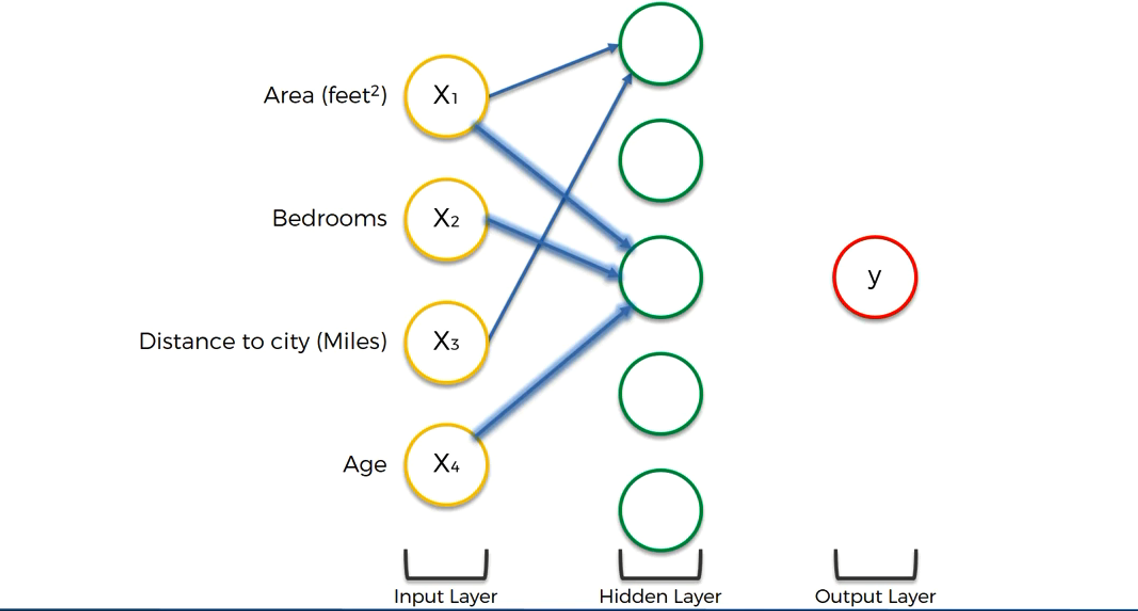 Area (feet²)
X1
Bedrooms
X2
y
Distance to city (Miles)
X3
Age
X4
Input Layer
Hidden Layer
Output Layer